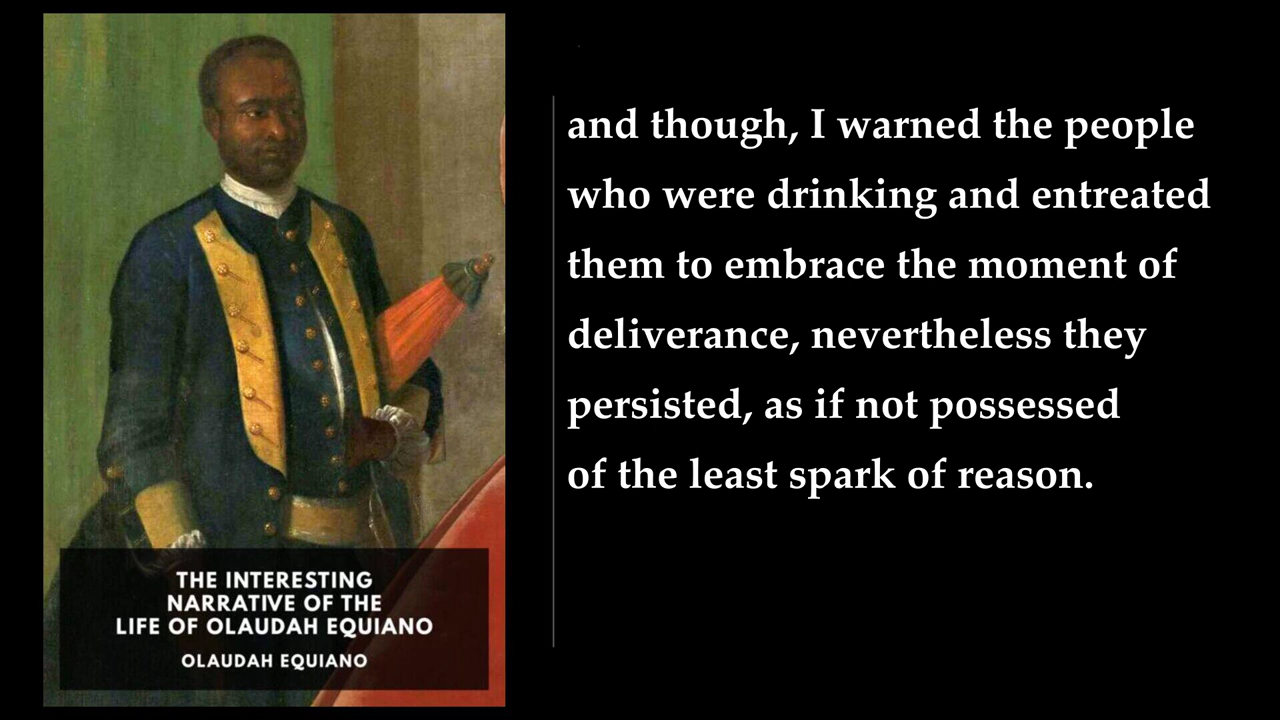 THE INTERESTING
NARRATIVE OF THE
LIFE OF OLAUDAH EQUIANO
OLAUDAH EQUIANO
and though, I warned the people
who were drinking and entreated
them to embrace the moment of
deliverance, nevertheless they
persisted, as if not possessed
of the least spark of reason.